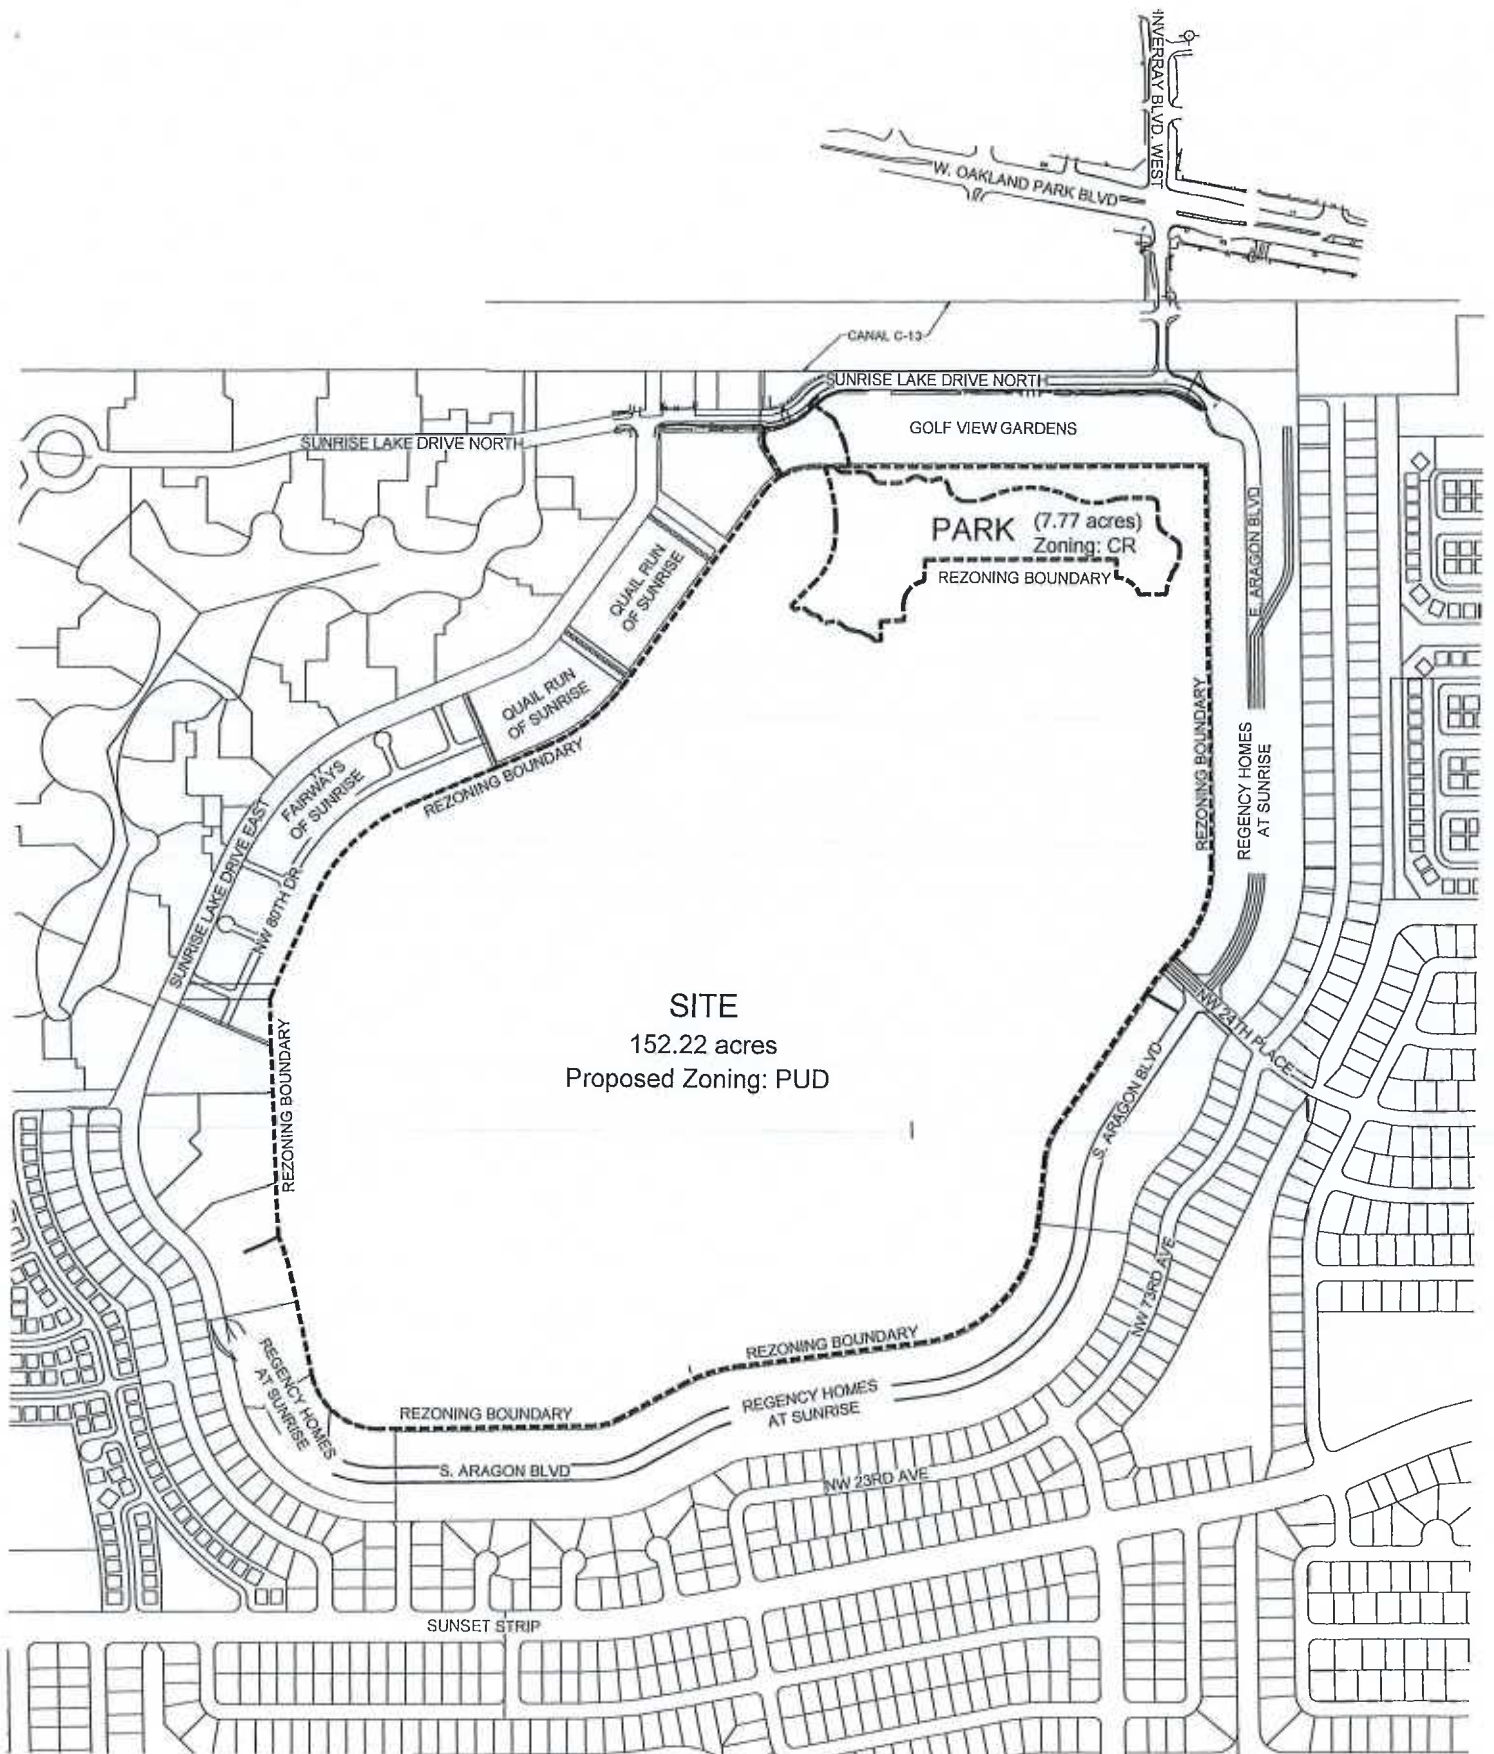 INVERRAY BLVD. WEST
W. OAKLAND PARK BLVD
CANAL C-13
SUNRISE LAKE DRIVE NORTH
GOLF VIEW GARDENS
SUNRISE LAKE DRIVE NORTH
PARK (7.77 acres)
Zoning: CR
REZONING BOUNDARY
E. ARAGON BLVD
QUAIL RUN
OF SUNRISE
QUAIL RUN
OF SUNRISE
REZONING BOUNDARY
REZONING BOUNDARY
REGENCY HOMES
AT SUNRISE
FAIRWAYS
OF SUNRISE
SUNRISE LAKE DRIVE EAST
NW 80TH DR
SITE
152.22 acres
Proposed Zoning: PUD
NW 24TH PLACE
REZONING BOUNDARY
S. ARAGON BLVD
NW 73RD AVE
REZONING BOUNDARY
REGENCY HOMES
AT SUNRISE
REGENCY HOMES
AT SUNRISE
REZONING BOUNDARY
S. ARAGON BLVD
NW 23RD AVE
SUNSET STRIP